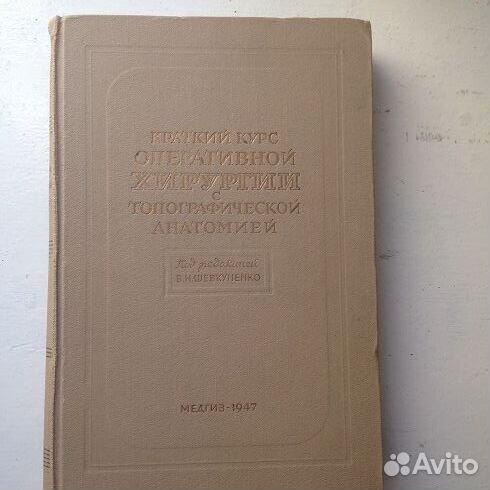 КРАТКИЙ КУРС
ОПЕРАТИВНОЙ
ХИРУРГИИ
С
ТОПОГРАФИЧЕСКОЙ
АНАТОМИЕЙ
Под редакцией
В.Н.ШЕВКУНЕНКО
МЕДГИЗ-1947
Avito